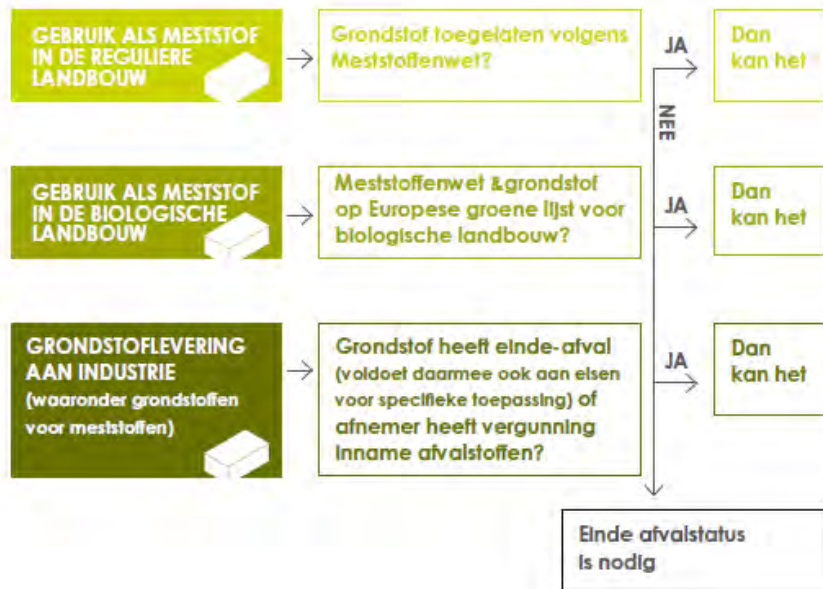 GEBRUIK ALS MESTSTOF
IN DE REGULIERE
LANDBOUW
Grondstof toegelaten volgens
Meststoffenwet?
JA
Dan
kan het
NEE
GEBRUIK ALS MESTSTOF
IN DE BIOLOGISCHE
LANDBOUW
Meststoffenwet &grondstof
op Europese groene lijst voor
biologische landbouw?
JA
Dan
kan het
GRONDSTOFLEVERING
AAN INDUSTRIE
(waaronder grondstoffen
voor meststoffen)
Grondstof heeft einde-afval
(voldoet daarmee ook aan eisen
voor specifieke toepassing) of
afnemer heeft vergunning
inname afvalstoffen?
JA
Dan
kan het
Einde afvalstatus
is nodig